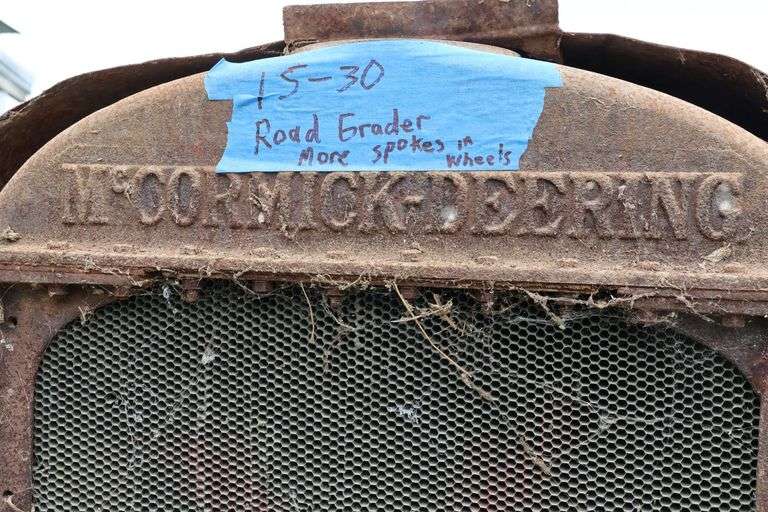 15-30
Road Grader
More spokes in wheels
McCORMICK-DEERING